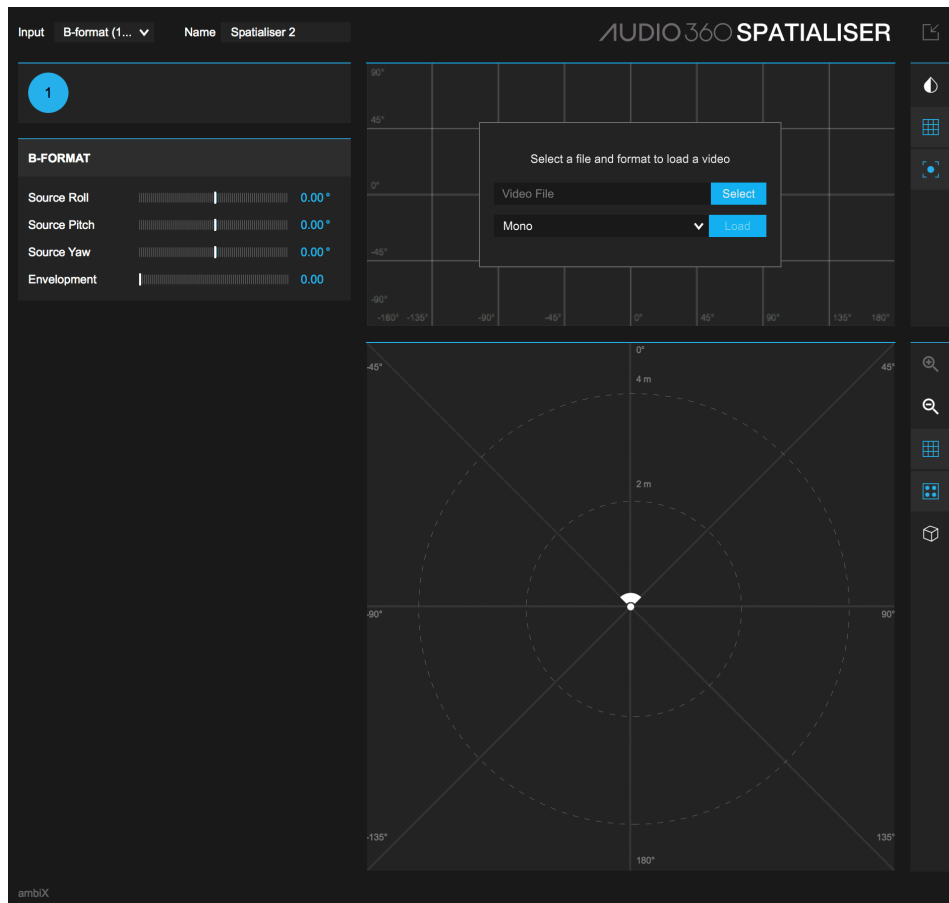 Input B-format (1... Name Spatialiser 2 AUDIO360 SPATIALISER
1
B-FORMAT
Source Roll 0.00°
Source Pitch 0.00°
Source Yaw 0.00°
Envelopment 0.00
90°
45°
0°
-45°
-90°
-180° -135° -90° -45° 0° 45° 90° 135° 180°
Select a file and format to load a video
Video File Select
Mono Load
0°
-45° 45°
4 m
2 m
-90° 90°
-135° 135°
180°
ambiX